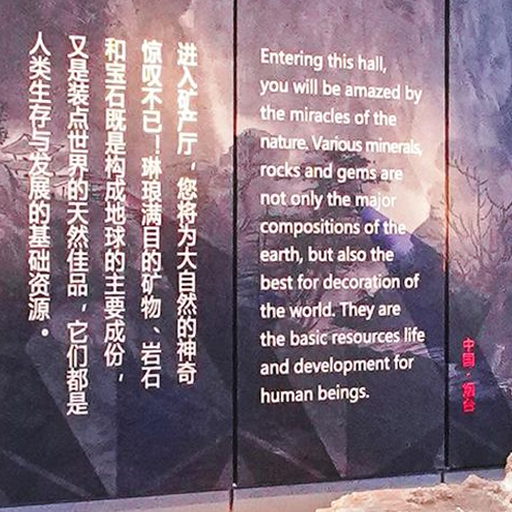 进入矿产厅，您将为大自然的神奇
惊叹不已！琳琅满目的矿物、岩石
和宝石既是构成地球的主要成份，
又是装点世界的天然佳品，它们都是
人类生存与发展的基础资源。
Entering this hall,
you will be amazed by
the miracles of the
nature. Various minerals,
rocks and gems are
not only the major
compositions of the
earth, but also the
best for decoration of
the world. They are
the basic resources life
and development for
human beings.
中国·烟台